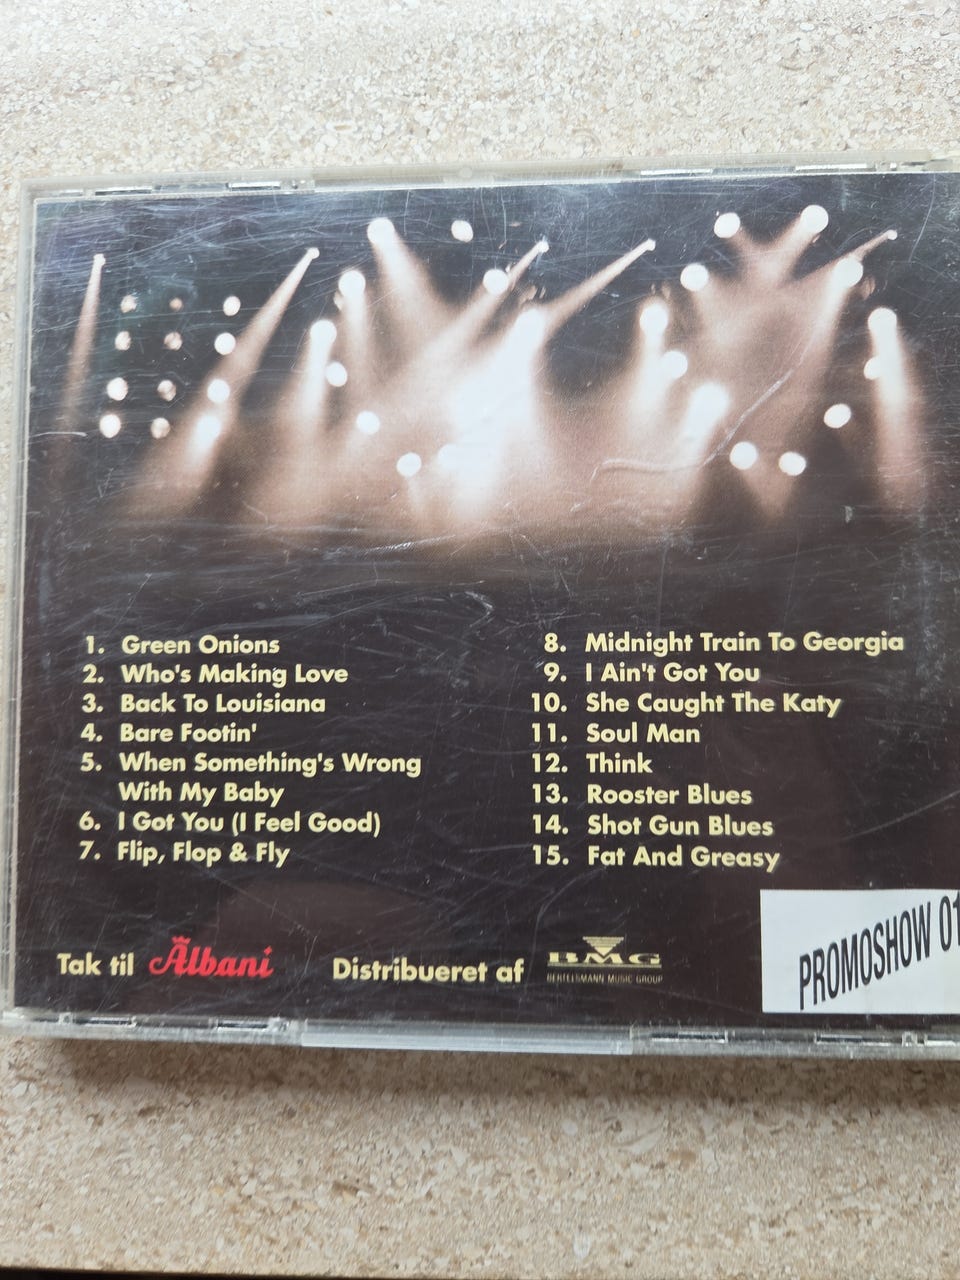 1. Green Onions
2. Who's Making Love
3. Back To Louisiana
4. Bare Footin'
5. When Something's Wrong
With My Baby
6. I Got You (I Feel Good)
7. Flip, Flop & Fly
8. Midnight Train To Georgia
9. I Ain't Got You
10. She Caught The Katy
11. Soul Man
12. Think
13. Rooster Blues
14. Shot Gun Blues
15. Fat And Greasy
Tak til Albani
Distribueret af BMG
BERTELSMANN MUSIC GROUP
PROMOSHOW 01